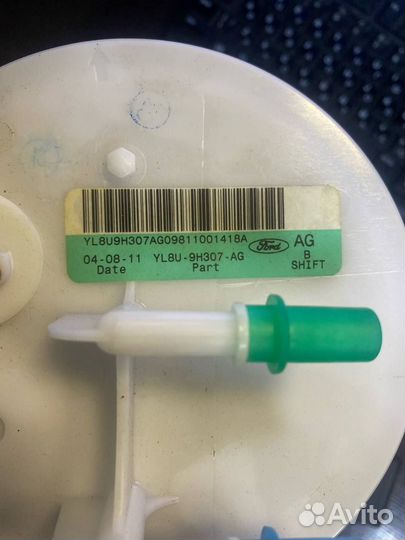 YL8U9H307AG09811001418A
Ford AG
04-08-11 YL8U-9H307-AG B
Date Part SHIFT
Avito